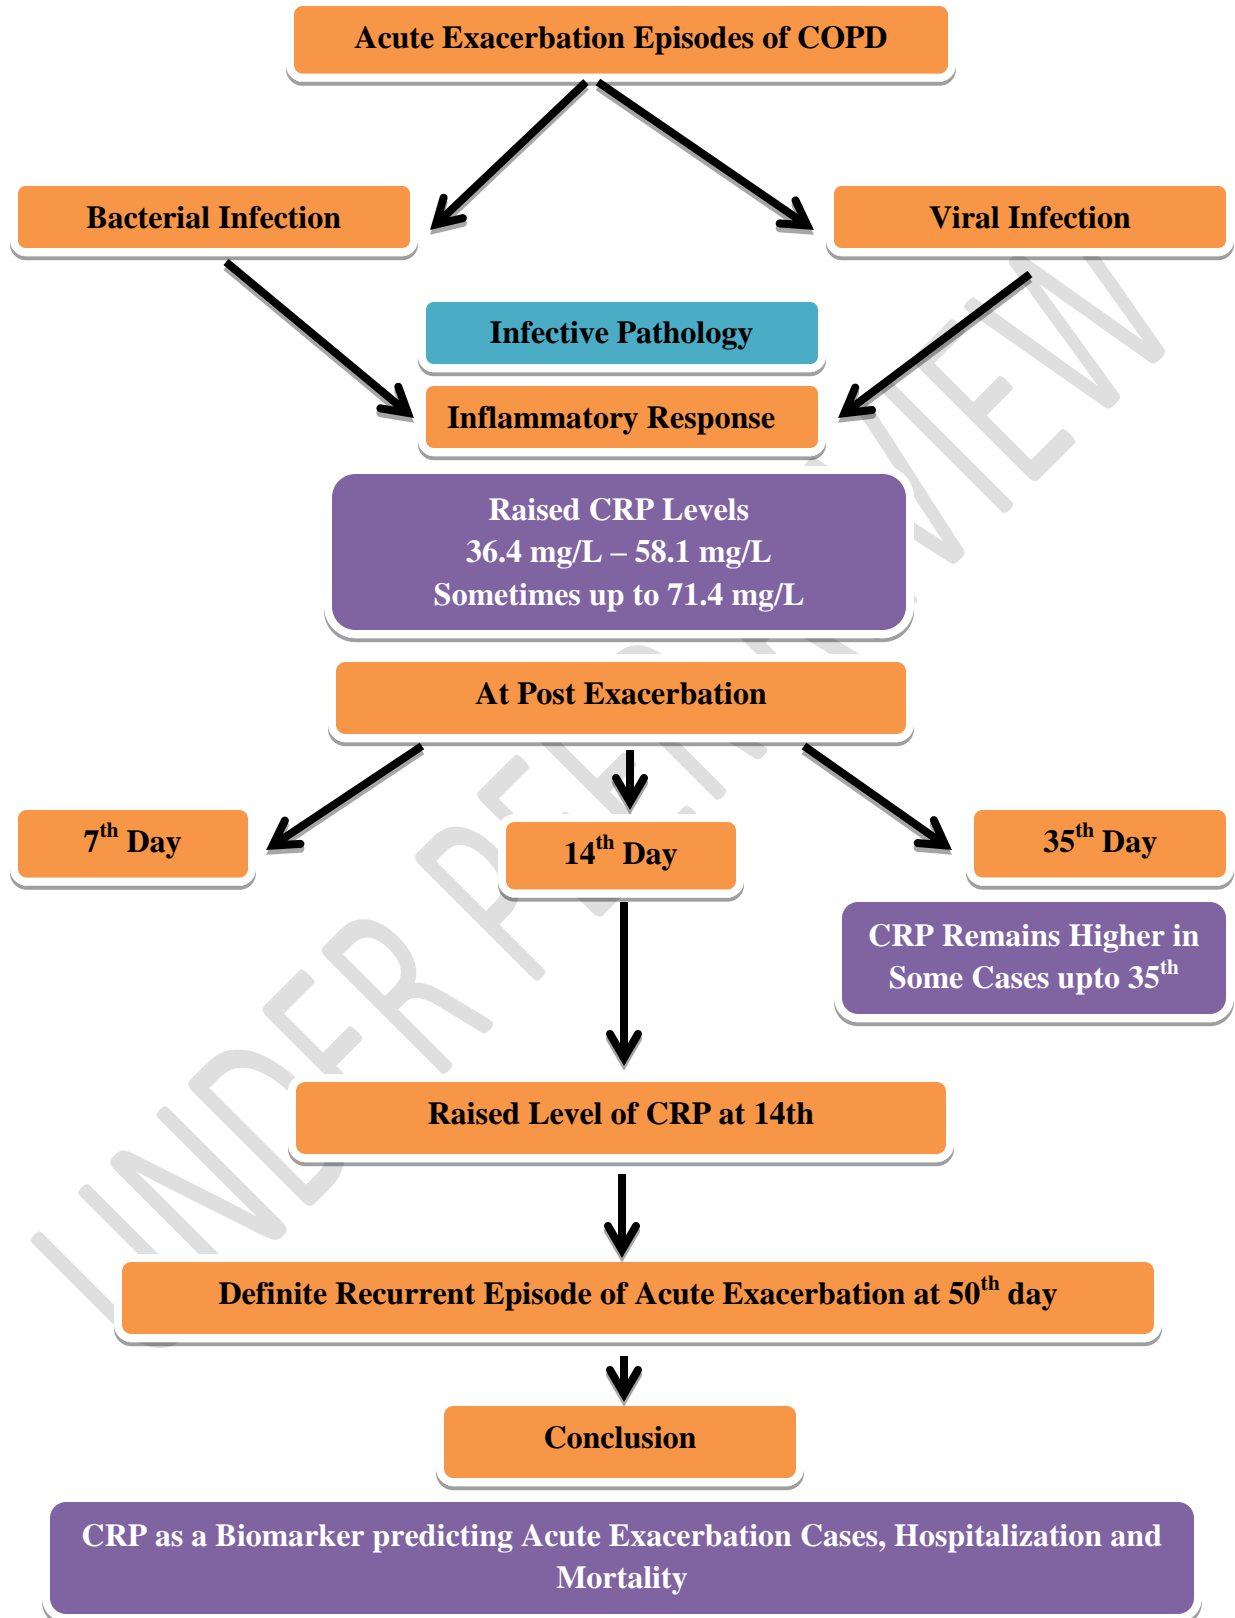 Acute Exacerbation Episodes of COPD
Bacterial Infection
Viral Infection
Infective Pathology
Inflammatory Response
Raised CRP Levels
36.4 mg/L – 58.1 mg/L
Sometimes up to 71.4 mg/L
At Post Exacerbation
7th Day
14th Day
35th Day
CRP Remains Higher in
Some Cases upto 35th
Raised Level of CRP at 14th
Definite Recurrent Episode of Acute Exacerbation at 50th day
Conclusion
CRP as a Biomarker predicting Acute Exacerbation Cases, Hospitalization and
Mortality
UNDER PEER REVIEW